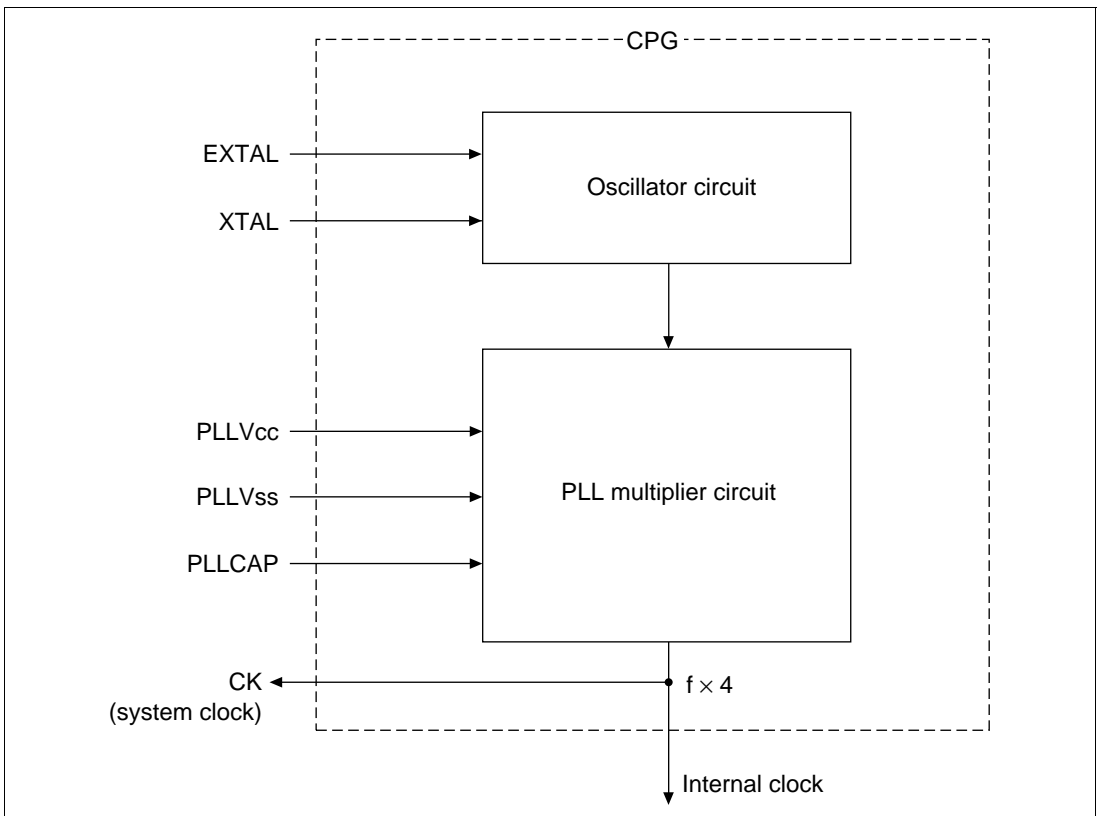 CPG
EXTAL
Oscillator circuit
XTAL
PLLVcc
PLLVss
PLL multiplier circuit
PLLCAP
CK
(system clock)
f × 4
Internal clock